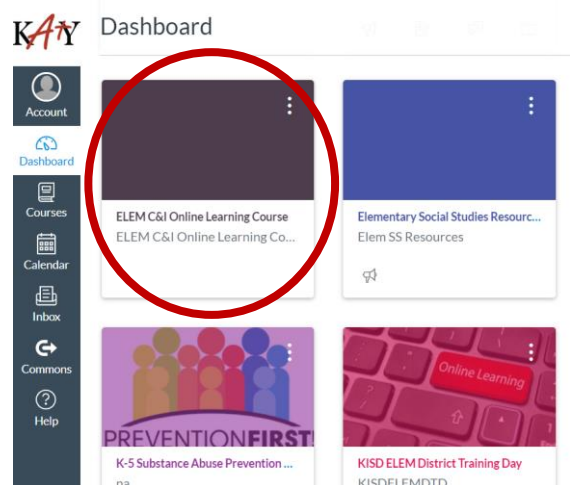 KATY
Dashboard
Account
Dashboard
Courses
Calendar
Inbox
Commons
Help
ELEM C&I Online Learning Course
ELEM C&I Online Learning Co...
Elementary Social Studies Resourc...
Elem SS Resources
PREVENTIONFIRST!
K-5 Substance Abuse Prevention ...
na
Online Learning
KISD ELEM District Training Day
KISDELEMDTD